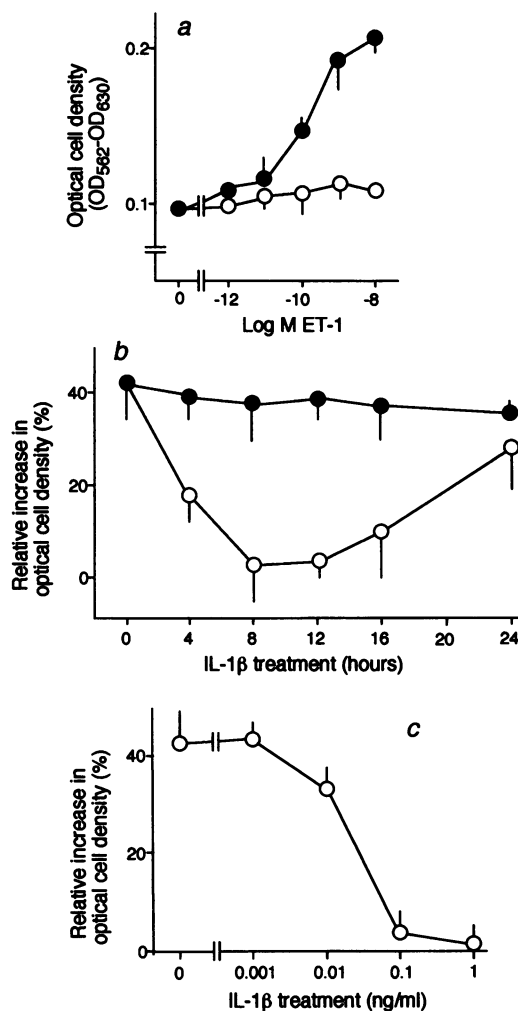 a
Optical cell density
(OD562-OD630)
0.2
0.1
0
-12
-10
-8
Log M ET-1
b
Relative increase in
optical cell density (%)
40
20
0
0
4
8
12
16
20
24
IL-1β treatment (hours)
c
Relative increase in
optical cell density (%)
40
20
0
0
0.001
0.01
0.1
1
IL-1β treatment (ng/ml)